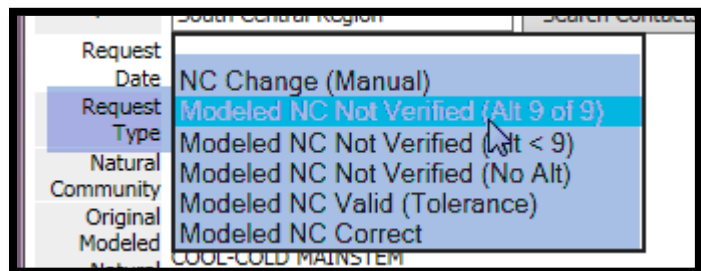 South Central Region
Search Contacts
Request
Date
NC Change (Manual)
Request
Type
Modeled NC Not Verified (Alt 9 of 9)
Modeled NC Not Verified (Alt < 9)
Natural
Community
Modeled NC Not Verified (No Alt)
Modeled NC Valid (Tolerance)
Original
Modeled
Natural
Modeled NC Correct
COOL-COLD MAINSTEM